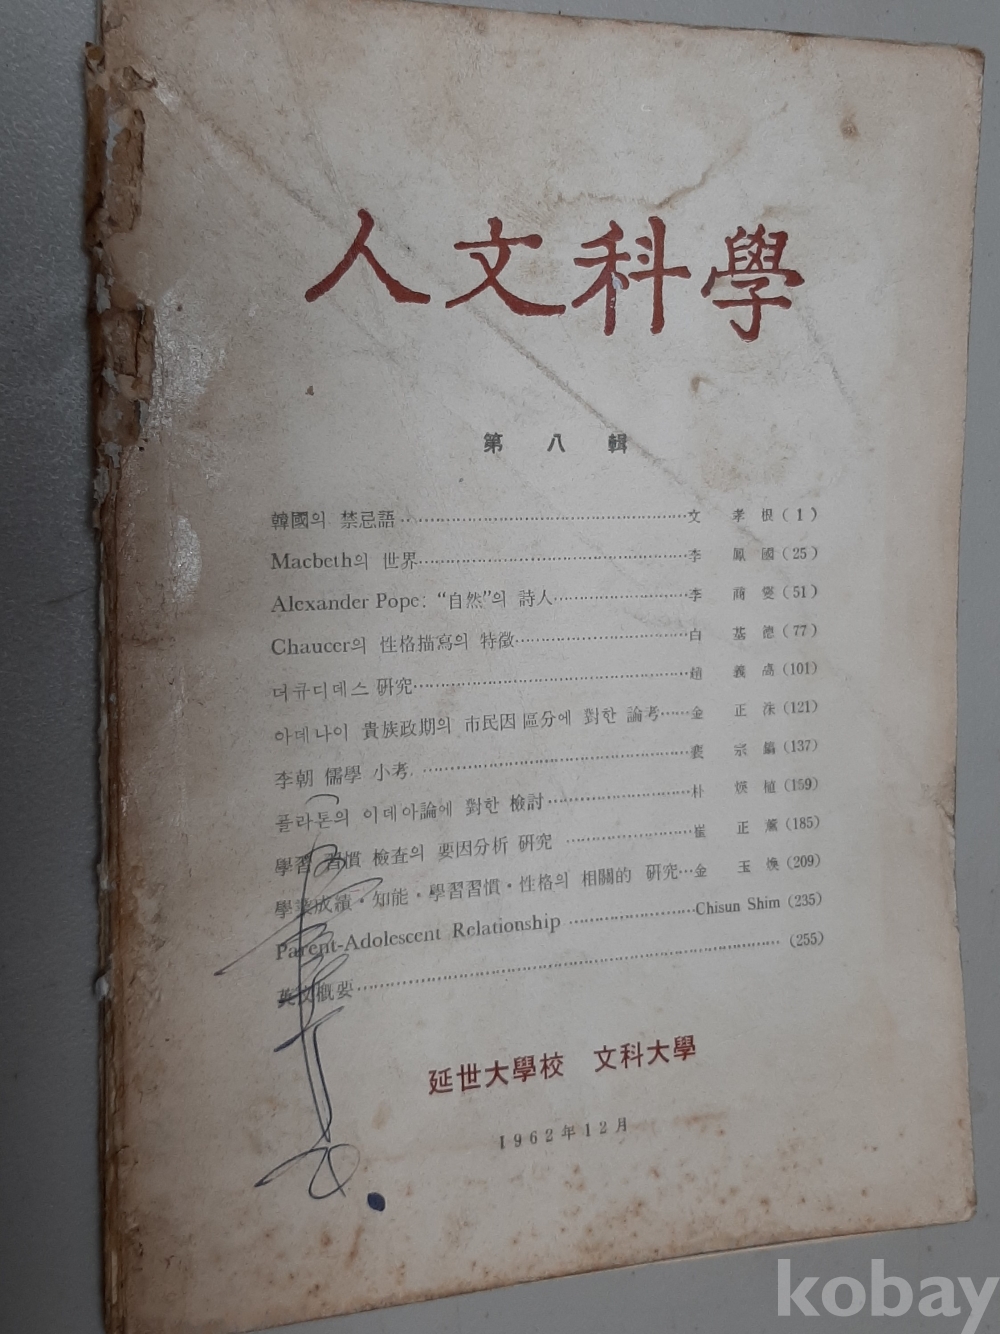 人文科學
第 八 輯
韓國의 禁忌語 文 孝 根 (1)
Macbeth의 世界 李 鳳 國 (25)
Alexander Pope: “自然”의 詩人 李 商 燮 (51)
Chaucer의 性格描寫의 特徵 白 基 德 (77)
더큐디데스 硏究 趙 義 卨 (101)
아데나이 貴族政期의 市民因區分에 對한 論考 金 正 洙 (121)
李朝 儒學 小考 裵 宗 鎬 (137)
플라톤의 이데아論에 對한 檢討 朴 煐 植 (159)
學習 習慣 檢査의 要因分析 硏究 崔 正 薰 (185)
學業成績·知能·學習習慣·性格의 相關的 硏究 金 玉 煥 (209)
Parent-Adolescent Relationship Chisun Shim (235)
英文槪要 (255)
延世大學校 文科大學
1962年12月
kobay